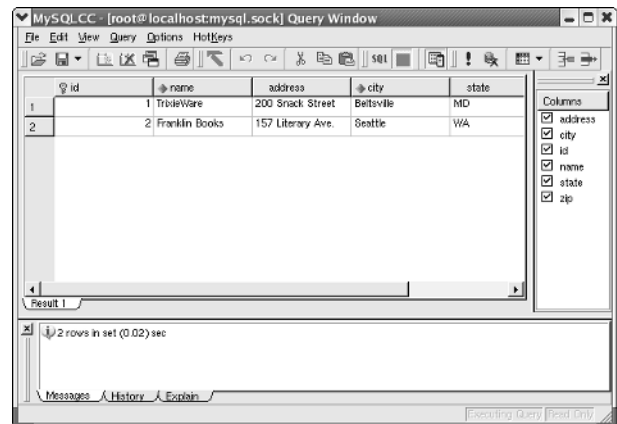 MySQLCC - [root@localhost:mysql.sock] Query Window
File Edit View Query Options HotKeys
SQL
id name address city state
1 1 TrixieWare 200 Snack Street Beltsville MD
2 2 Franklin Books 157 Literary Ave. Seattle WA
Columns
address
city
id
name
state
zip
Result 1
2 rows in set (0.02) sec
Messages History Explain
Executing Query Read Only